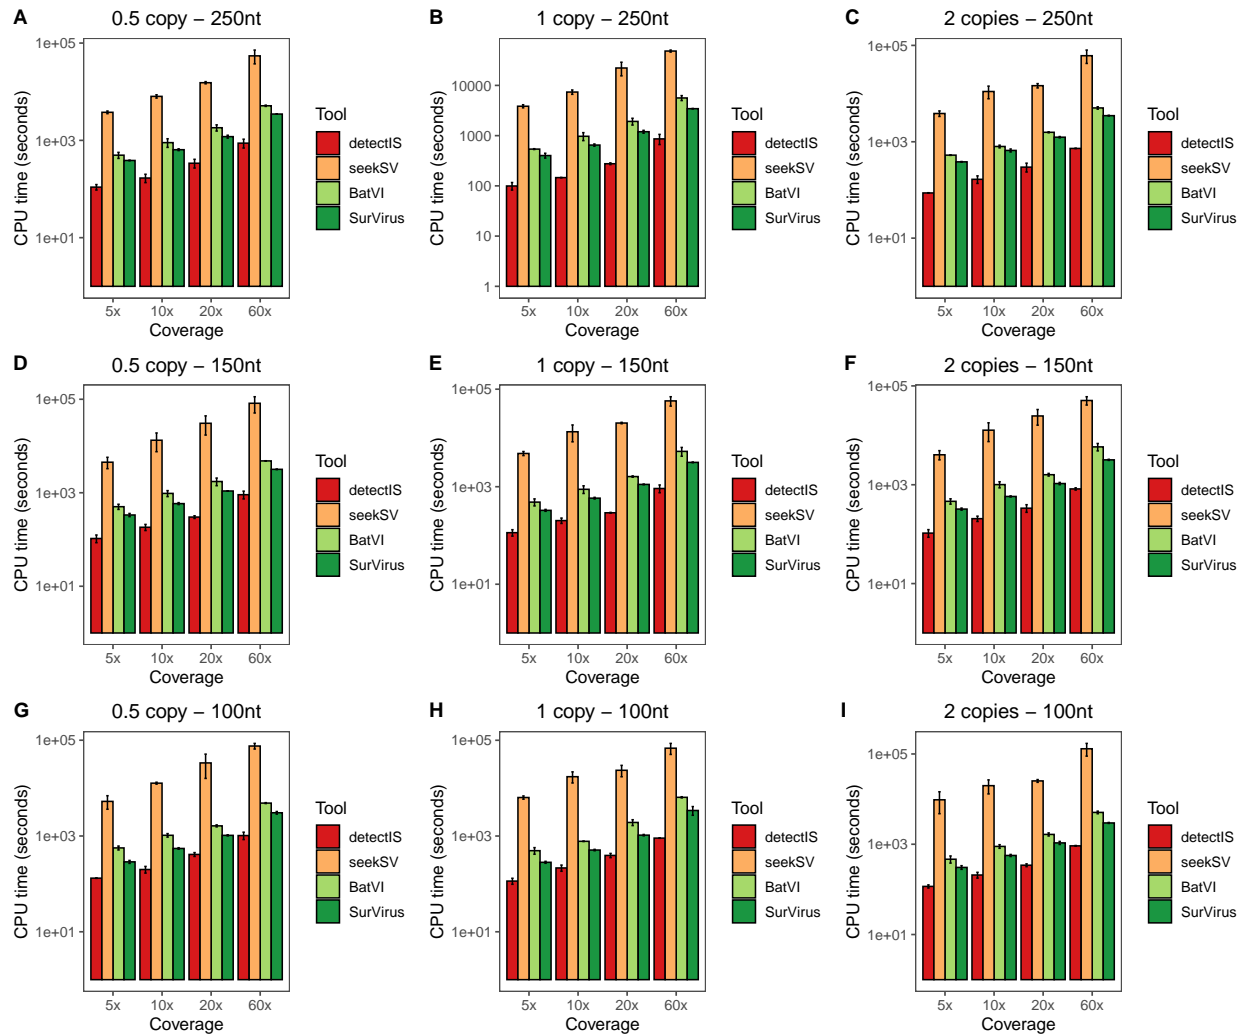 A
0.5 copy − 250nt
CPU time (seconds)
1e+05
1e+03
1e+01
5x 10x 20x 60x
Coverage
Tool
detectIS
seekSV
BatVI
SurVirus
B
1 copy − 250nt
CPU time (seconds)
10000
1000
100
10
1
5x 10x 20x 60x
Coverage
Tool
detectIS
seekSV
BatVI
SurVirus
C
2 copies − 250nt
CPU time (seconds)
1e+05
1e+03
1e+01
5x 10x 20x 60x
Coverage
Tool
detectIS
seekSV
BatVI
SurVirus
D
0.5 copy − 150nt
CPU time (seconds)
1e+05
1e+03
1e+01
5x 10x 20x 60x
Coverage
Tool
detectIS
seekSV
BatVI
SurVirus
E
1 copy − 150nt
CPU time (seconds)
1e+05
1e+03
1e+01
5x 10x 20x 60x
Coverage
Tool
detectIS
seekSV
BatVI
SurVirus
F
2 copies − 150nt
CPU time (seconds)
1e+05
1e+03
1e+01
5x 10x 20x 60x
Coverage
Tool
detectIS
seekSV
BatVI
SurVirus
G
0.5 copy − 100nt
CPU time (seconds)
1e+05
1e+03
1e+01
5x 10x 20x 60x
Coverage
Tool
detectIS
seekSV
BatVI
SurVirus
H
1 copy − 100nt
CPU time (seconds)
1e+05
1e+03
1e+01
5x 10x 20x 60x
Coverage
Tool
detectIS
seekSV
BatVI
SurVirus
I
2 copies − 100nt
CPU time (seconds)
1e+05
1e+03
1e+01
5x 10x 20x 60x
Coverage
Tool
detectIS
seekSV
BatVI
SurVirus